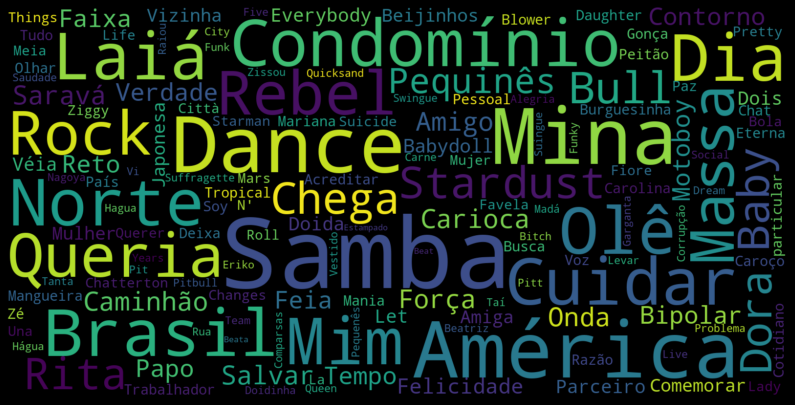 Things Faixa Vizinha Everybody Beijinhos Blower Daughter Contorno
Tudo Life City Five Gonça Pretty
Meia Laiá Raiou Funk Condomínio Peitão Dia
Olhar Zissou Quicksand Pequinês Bull Paz
Saudade Verdade Rebel Swingue Pessoal Alegria Burguesinha Dois
Saravá Città Chat
Ziggy Starman Mariana Suicide Amigo Mina Motoboy Massa Bola
Rock Japonesa Dance Babydoll Suingue Funky Eterna
Véia Reto Suffragette Mars Carne Mujer Fiore Social
Nagoya Vi País Tropical Acreditar Stardust Carolina Dream Baby
Norte Hagua Soy N' Chega Favela Madá
Mulher Querer Deixa Roll Doida Carioca Bitch Olê Garganta Corrupção particular
Queria Years Pit Eriko Samba Estampado Vestido Busca Levar Caroço
Chatterton Pitbull Beat Cuidar
Mangueira Tanta Caminhão Changes Feia Mania Força Voz Pitt Dora
Zé Una Rua Team Let Taí Onda Bipolar
Hágua Brasil Beata Comparsas Mim Pequenês Amiga América Problema Cotidiano
Papo Beatriz Razão Live
Rita Salvar La Tempo Felicidade Parceiro Comemorar
Trabalhador Doidinha Queen Lady